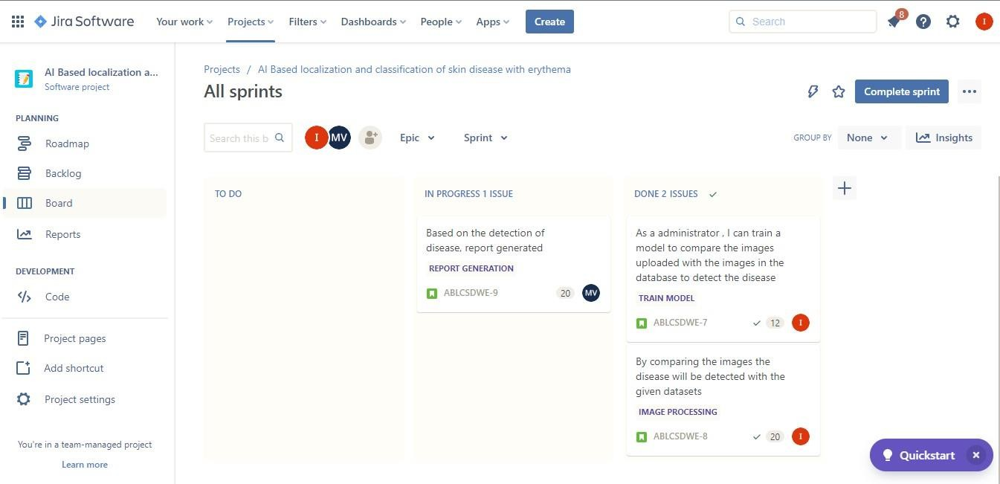 Jira Software
Your work
Projects
Filters
Dashboards
People
Apps
Create
Search
8
I
AI Based localization a...
Software project
PLANNING
Roadmap
Backlog
Board
Reports
DEVELOPMENT
Code
Project pages
Add shortcut
Project settings
You're in a team-managed project
Learn more
Projects / AI Based localization and classification of skin disease with erythema
All sprints
Complete sprint
Search this b
I
MV
Epic
Sprint
GROUP BY
None
Insights
TO DO
IN PROGRESS 1 ISSUE
Based on the detection of
disease, report generated
REPORT GENERATION
ABLCSDWE-9
20
MV
DONE 2 ISSUES
As a administrator , I can train a
model to compare the images
uploaded with the images in the
database to detect the disease
TRAIN MODEL
ABLCSDWE-7
12
I
By comparing the images the
disease will be detected with the
given datasets
IMAGE PROCESSING
ABLCSDWE-8
20
I
Quickstart